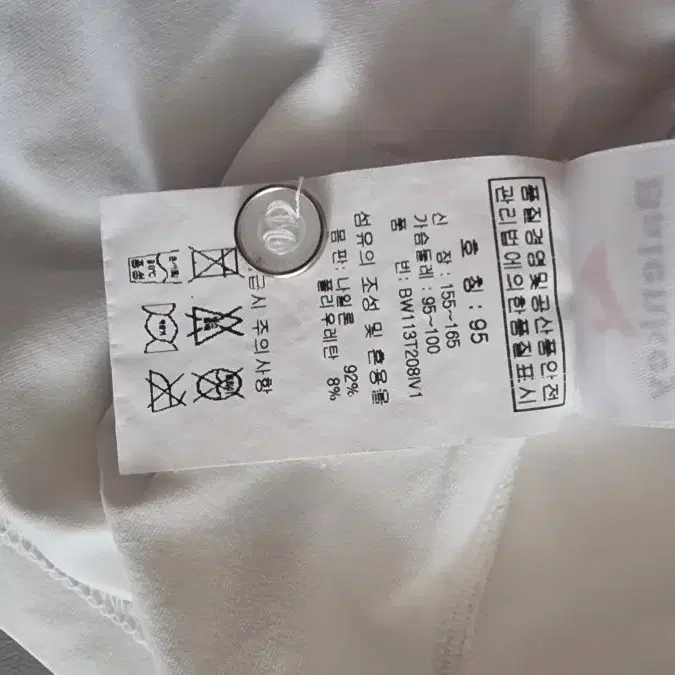 품질경영및공산품안전
관리법에의한품질표시
호 칭 : 95
신 장 : 155~165
가슴둘레 : 95~100
품 번 : BW113T208IV1
섬유의 조성 및 혼용율
몸 판 : 나일론 92%
폴리우레탄 8%
급시 주의사항
Balenkox